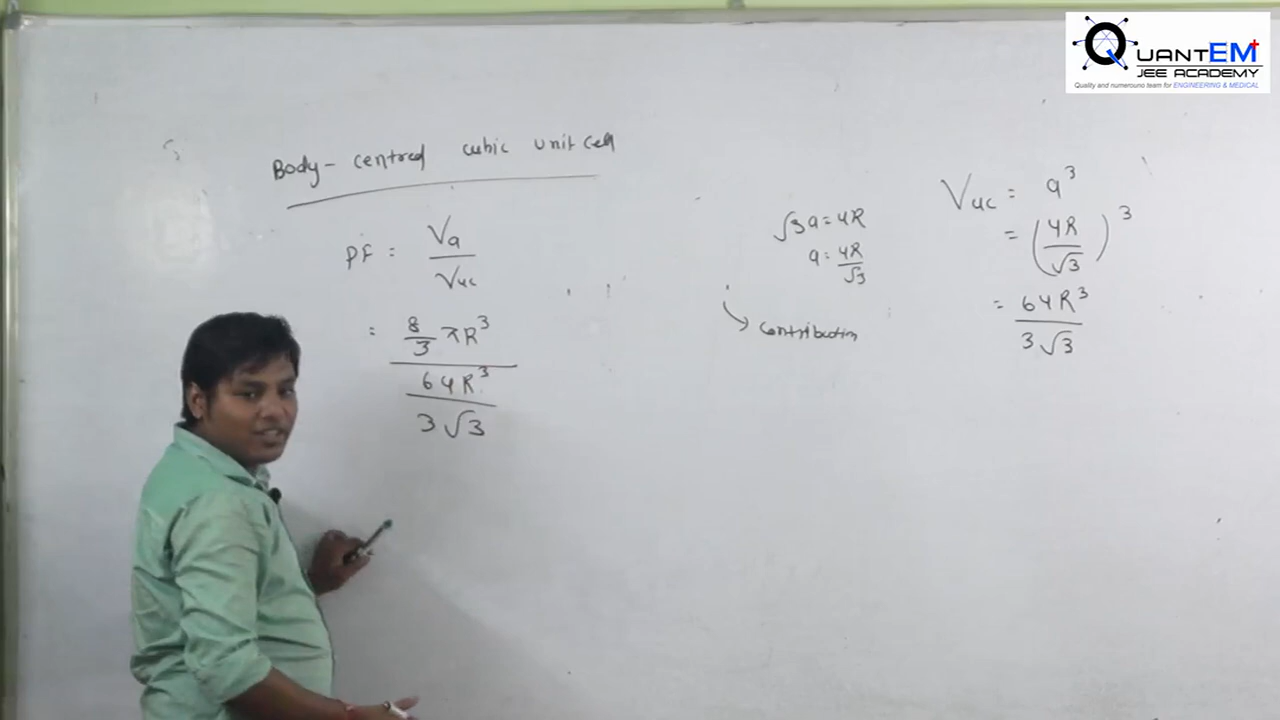 QUANTEM+
JEE ACADEMY
Quality and numerouno team for ENGINEERING & MEDICAL
Body-centred cubic unit cell
PF = Va / Vuc
= 8/3 πR³ / 64R³/3√3
√3a = 4R
a = 4R/√3
contribution
Vuc = a³
= (4R/√3)³
= 64R³/3√3